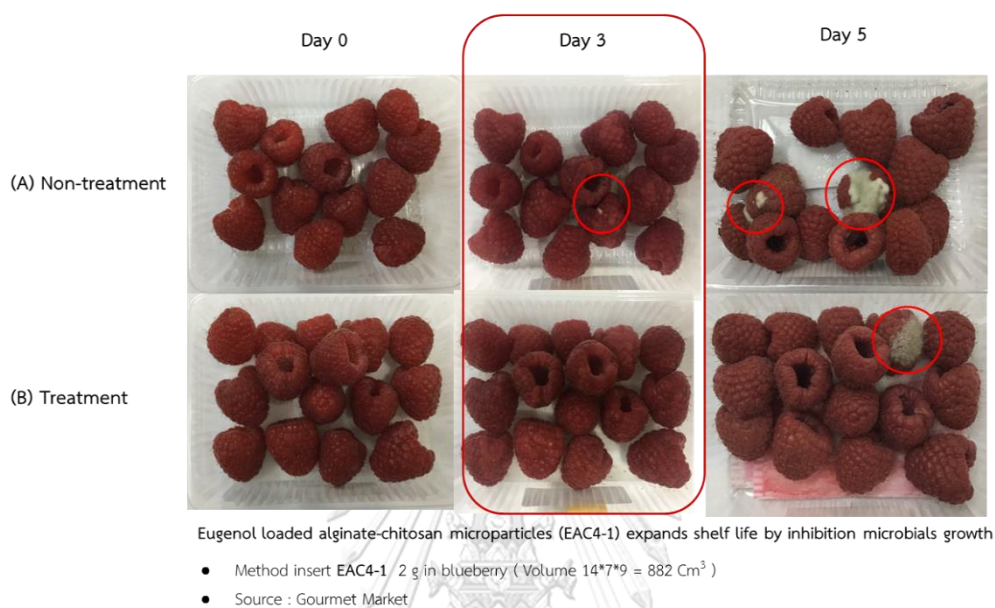 Day 0 Day 3 Day 5
(A) Non-treatment
(B) Treatment
Eugenol loaded alginate-chitosan microparticles (EAC4-1) expands shelf life by inhibition microbials growth
● Method insert EAC4-1 2 g in blueberry ( Volume 14*7*9 = 882 Cm³ )
● Source : Gourmet Market